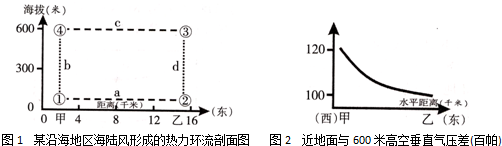 海拔(米)
600
④
c
③
300
b
d
①
a
②
0
距离(千米)
甲
4
8
12
乙
16
(东)
120
100
水平距离(千米)
(西)甲
乙
(东)
图 1 某沿海地区海陆风形成的热力环流剖面图
图 2 近地面与 600 米高空垂直气压差(百帕)